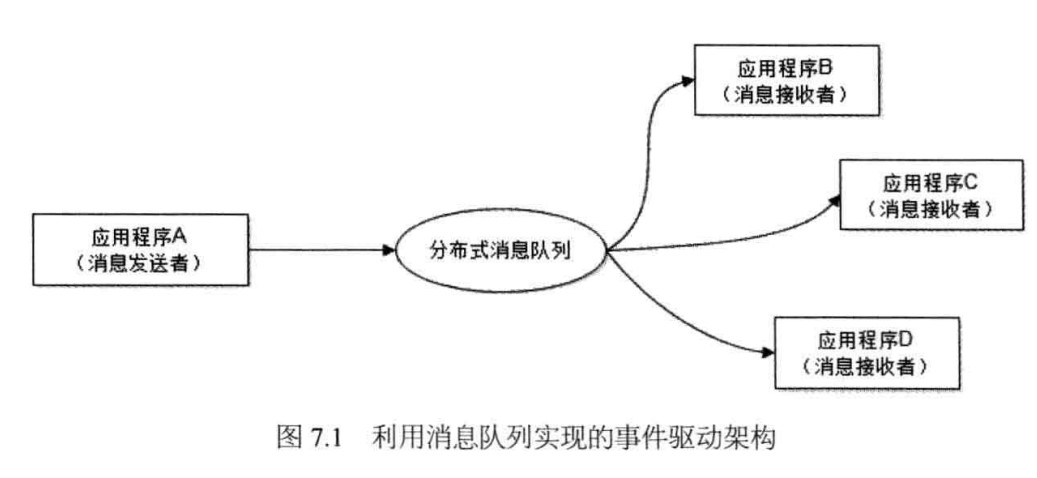 应用程序B
（消息接收者）
应用程序C
（消息接收者）
应用程序A
（消息发送者）
分布式消息队列
应用程序D
（消息接收者）
图 7.1 利用消息队列实现的事件驱动架构